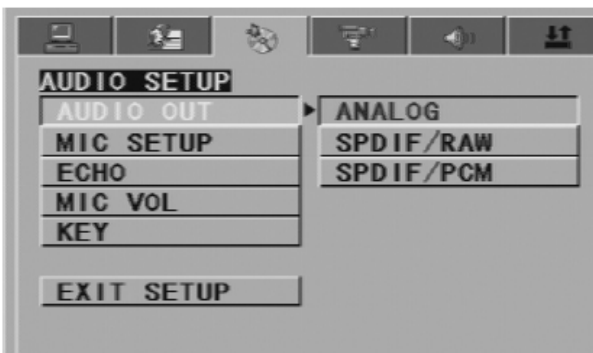 AUDIO SETUP
AUDIO OUT
ANALOG
MIC SETUP
SPDIF/RAW
ECHO
SPDIF/PCM
MIC VOL
KEY
EXIT SETUP